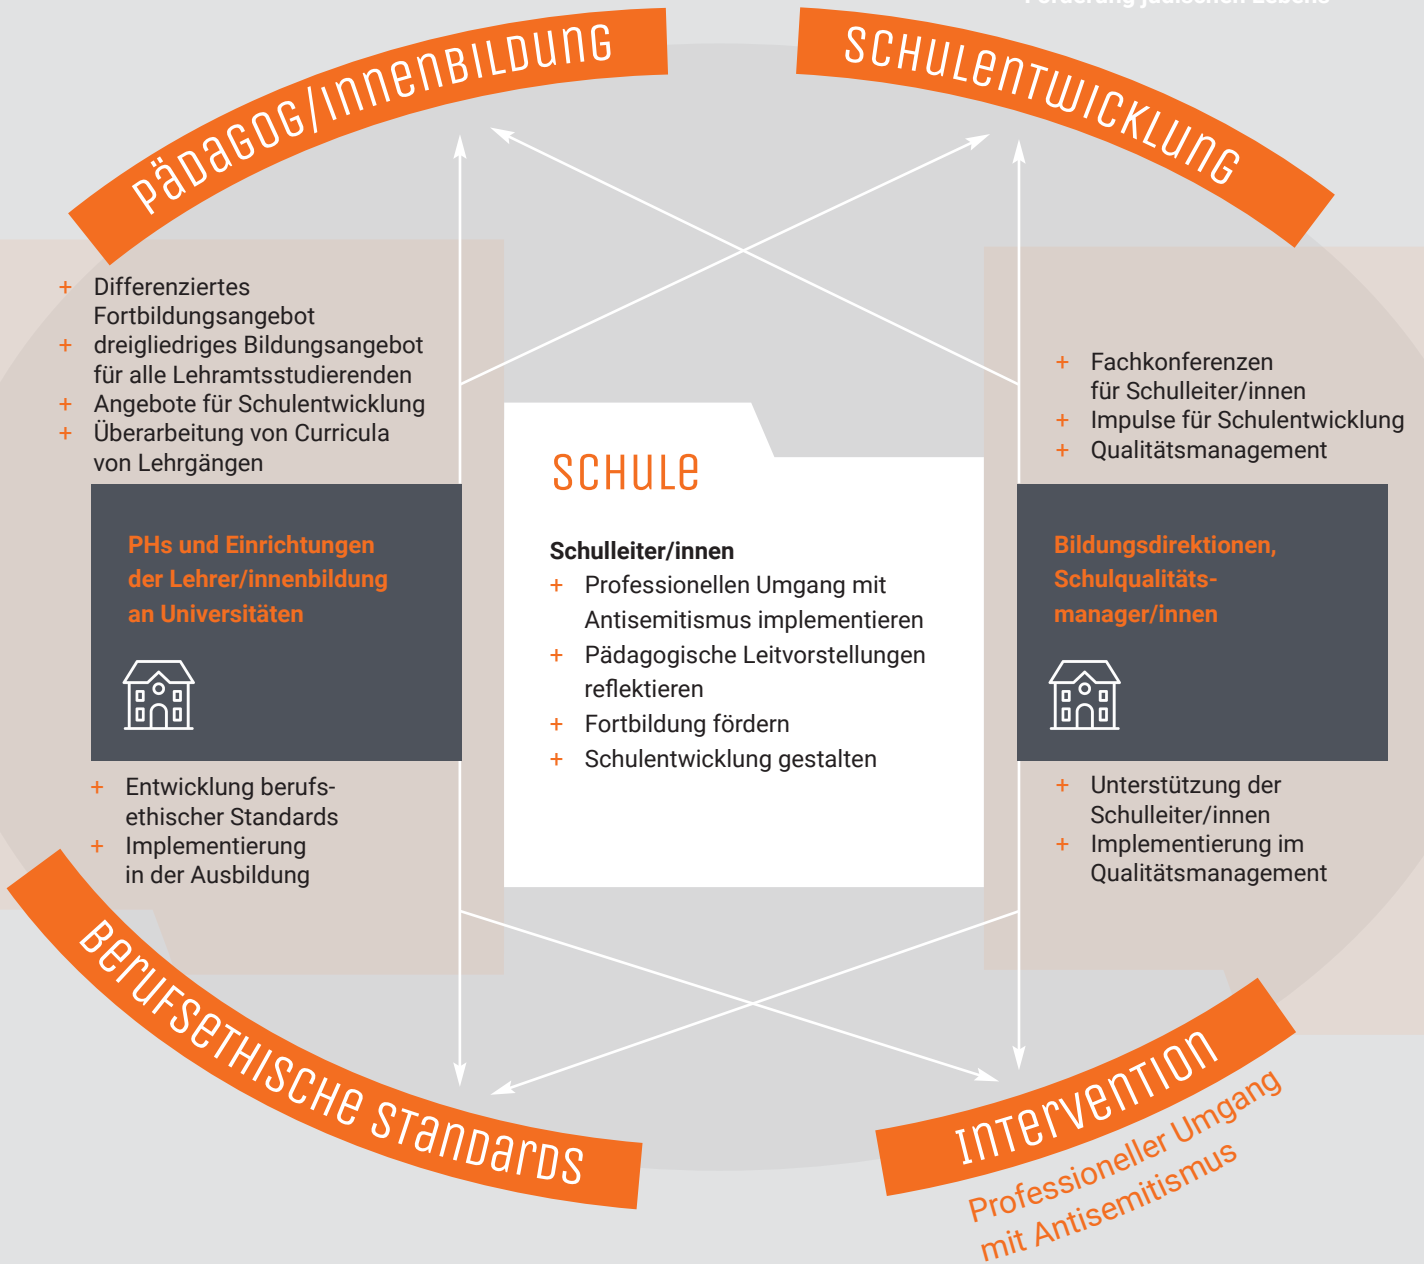 Förderung jüdischen Lebens
Pädagog/innenbildung
Schulentwicklung
+ Differenziertes
Fortbildungsangebot
+ dreigliedriges Bildungsangebot
für alle Lehramtsstudierenden
+ Angebote für Schulentwicklung
+ Überarbeitung von Curricula
von Lehrgängen
PHs und Einrichtungen
der Lehrer/innenbildung
an Universitäten
+ Entwicklung berufs-
ethischer Standards
+ Implementierung
in der Ausbildung
Schule
Schulleiter/innen
+ Professionellen Umgang mit
Antisemitismus implementieren
+ Pädagogische Leitvorstellungen
reflektieren
+ Fortbildung fördern
+ Schulentwicklung gestalten
+ Fachkonferenzen
für Schulleiter/innen
+ Impulse für Schulentwicklung
+ Qualitätsmanagement
Bildungsdirektionen,
Schulqualitäts-
manager/innen
+ Unterstützung der
Schulleiter/innen
+ Implementierung im
Qualitätsmanagement
Berufsethische Standards
Intervention
Professioneller Umgang
mit Antisemitismus